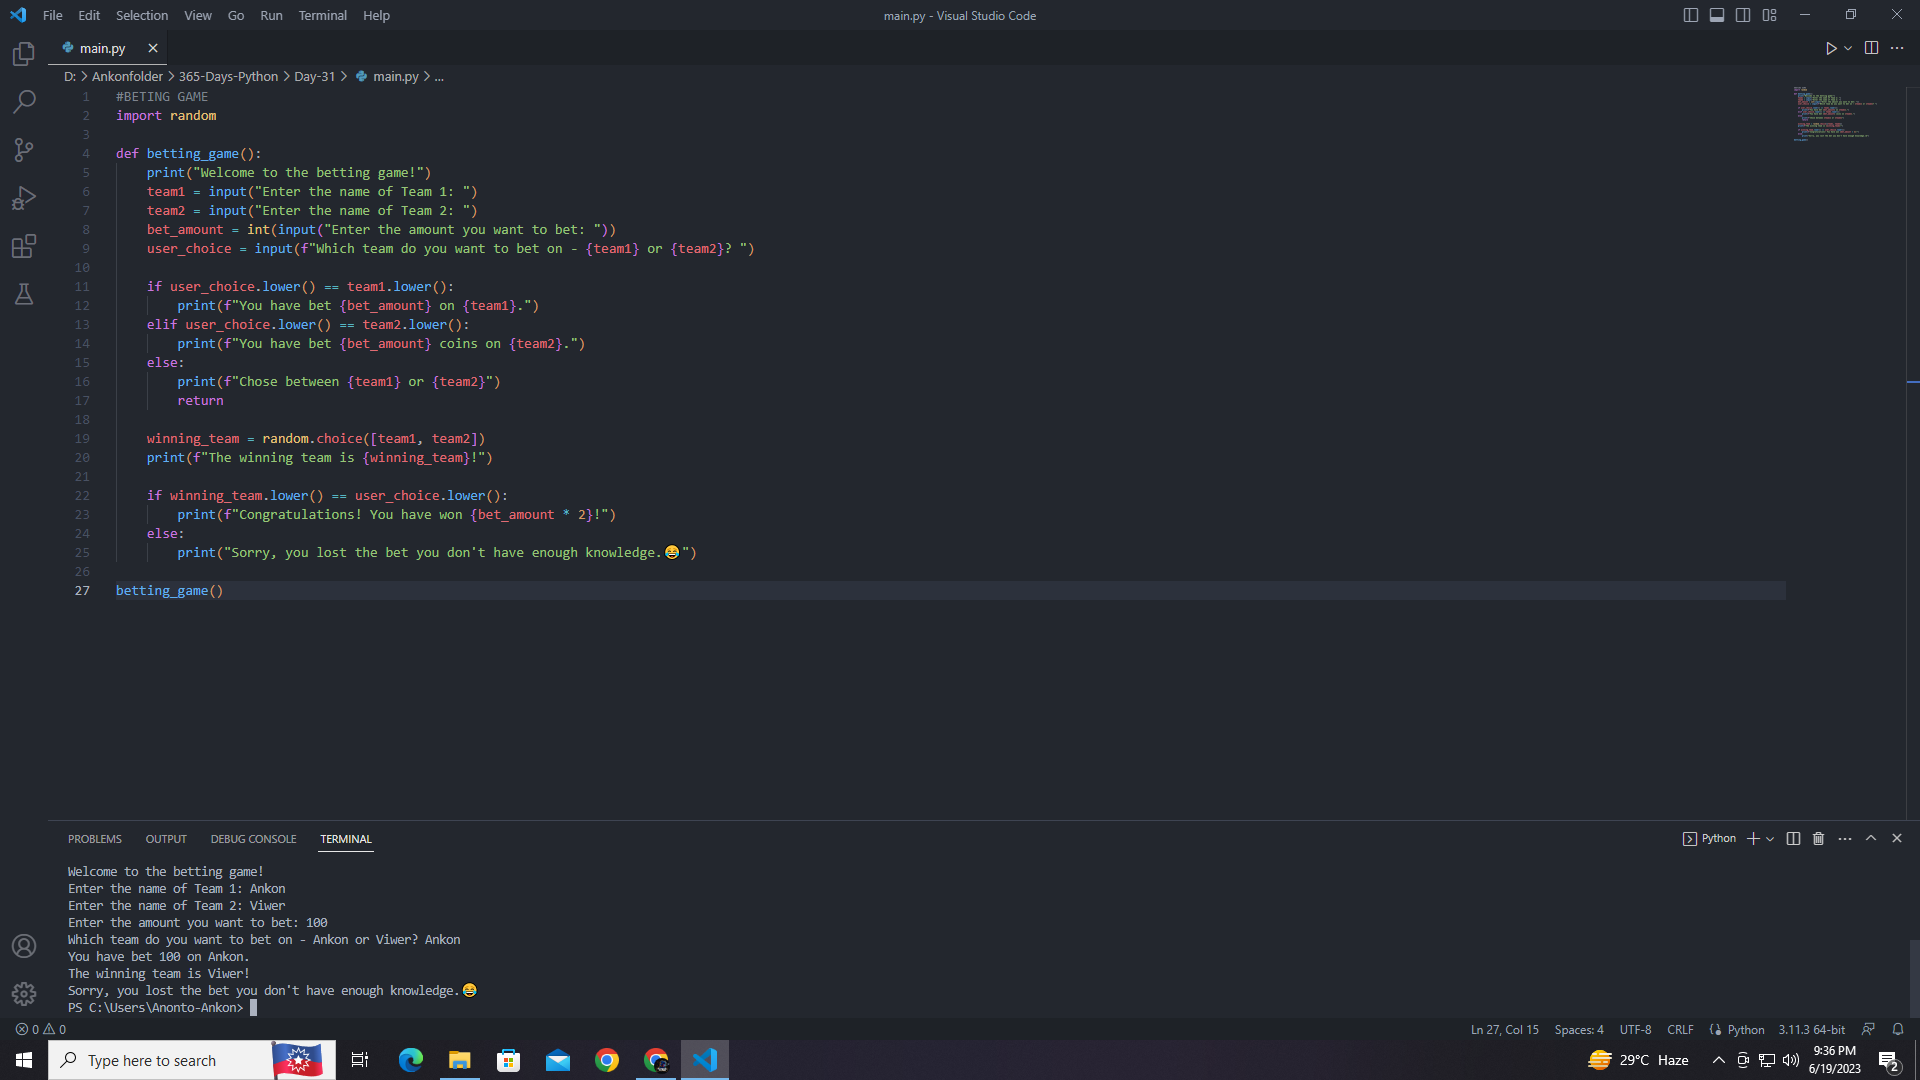 File Edit Selection View Go Run Terminal Help main.py - Visual Studio Code
main.py
D: > Ankonfolder > 365-Days-Python > Day-31 > main.py > ...
1 #BETING GAME
2 import random
3
4 def betting_game():
5 print("Welcome to the betting game!")
6 team1 = input("Enter the name of Team 1: ")
7 team2 = input("Enter the name of Team 2: ")
8 bet_amount = int(input("Enter the amount you want to bet: "))
9 user_choice = input(f"Which team do you want to bet on - {team1} or {team2}? ")
10
11 if user_choice.lower() == team1.lower():
12 print(f"You have bet {bet_amount} on {team1}.")
13 elif user_choice.lower() == team2.lower():
14 print(f"You have bet {bet_amount} coins on {team2}.")
15 else:
16 print(f"Chose between {team1} or {team2}")
17 return
18
19 winning_team = random.choice([team1, team2])
20 print(f"The winning team is {winning_team}!")
21
22 if winning_team.lower() == user_choice.lower():
23 print(f"Congratulations! You have won {bet_amount * 2}!")
24 else:
25 print("Sorry, you lost the bet you don't have enough knowledge.😂")
26
27 betting_game()
PROBLEMS OUTPUT DEBUG CONSOLE TERMINAL Python
Welcome to the betting game!
Enter the name of Team 1: Ankon
Enter the name of Team 2: Viwer
Enter the amount you want to bet: 100
Which team do you want to bet on - Ankon or Viwer? Ankon
You have bet 100 on Ankon.
The winning team is Viwer!
Sorry, you lost the bet you don't have enough knowledge.😂
PS C:\Users\Anonto-Ankon>
0 0 Ln 27, Col 15 Spaces: 4 UTF-8 CRLF Python 3.11.3 64-bit
Type here to search 29°C Haze 9:36 PM
6/19/2023 2